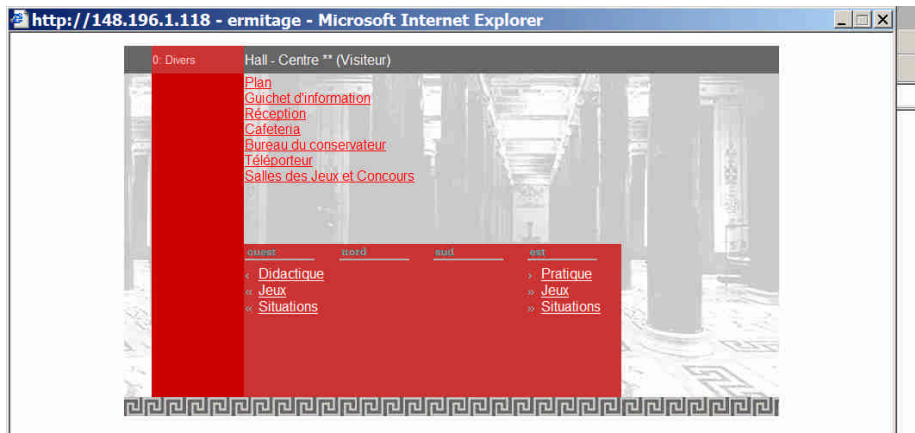 http://148.196.1.118 - ermitage - Microsoft Internet Explorer
0: Divers
Hall - Centre ** (Visiteur)
Plan
Guichet d'information
Réception
Cafeteria
Bureau du conservateur
Téléporteur
Salles des Jeux et Concours
ouest nord sud est
‹ Didactique › Pratique
« Jeux » Jeux
« Situations » Situations